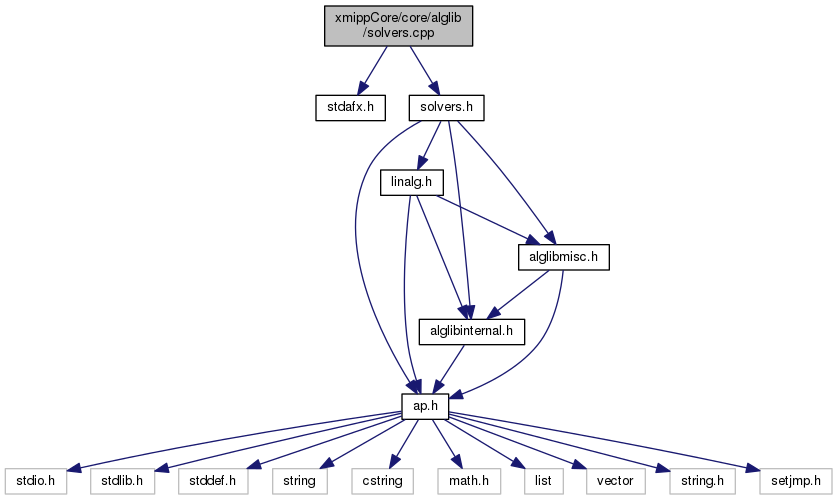 xmippCore/core/alglib
/solvers.cpp
stdafx.h
solvers.h
linalg.h
alglibmisc.h
alglibinternal.h
ap.h
stdio.h
stdlib.h
stddef.h
string
cstring
math.h
list
vector
string.h
setjmp.h